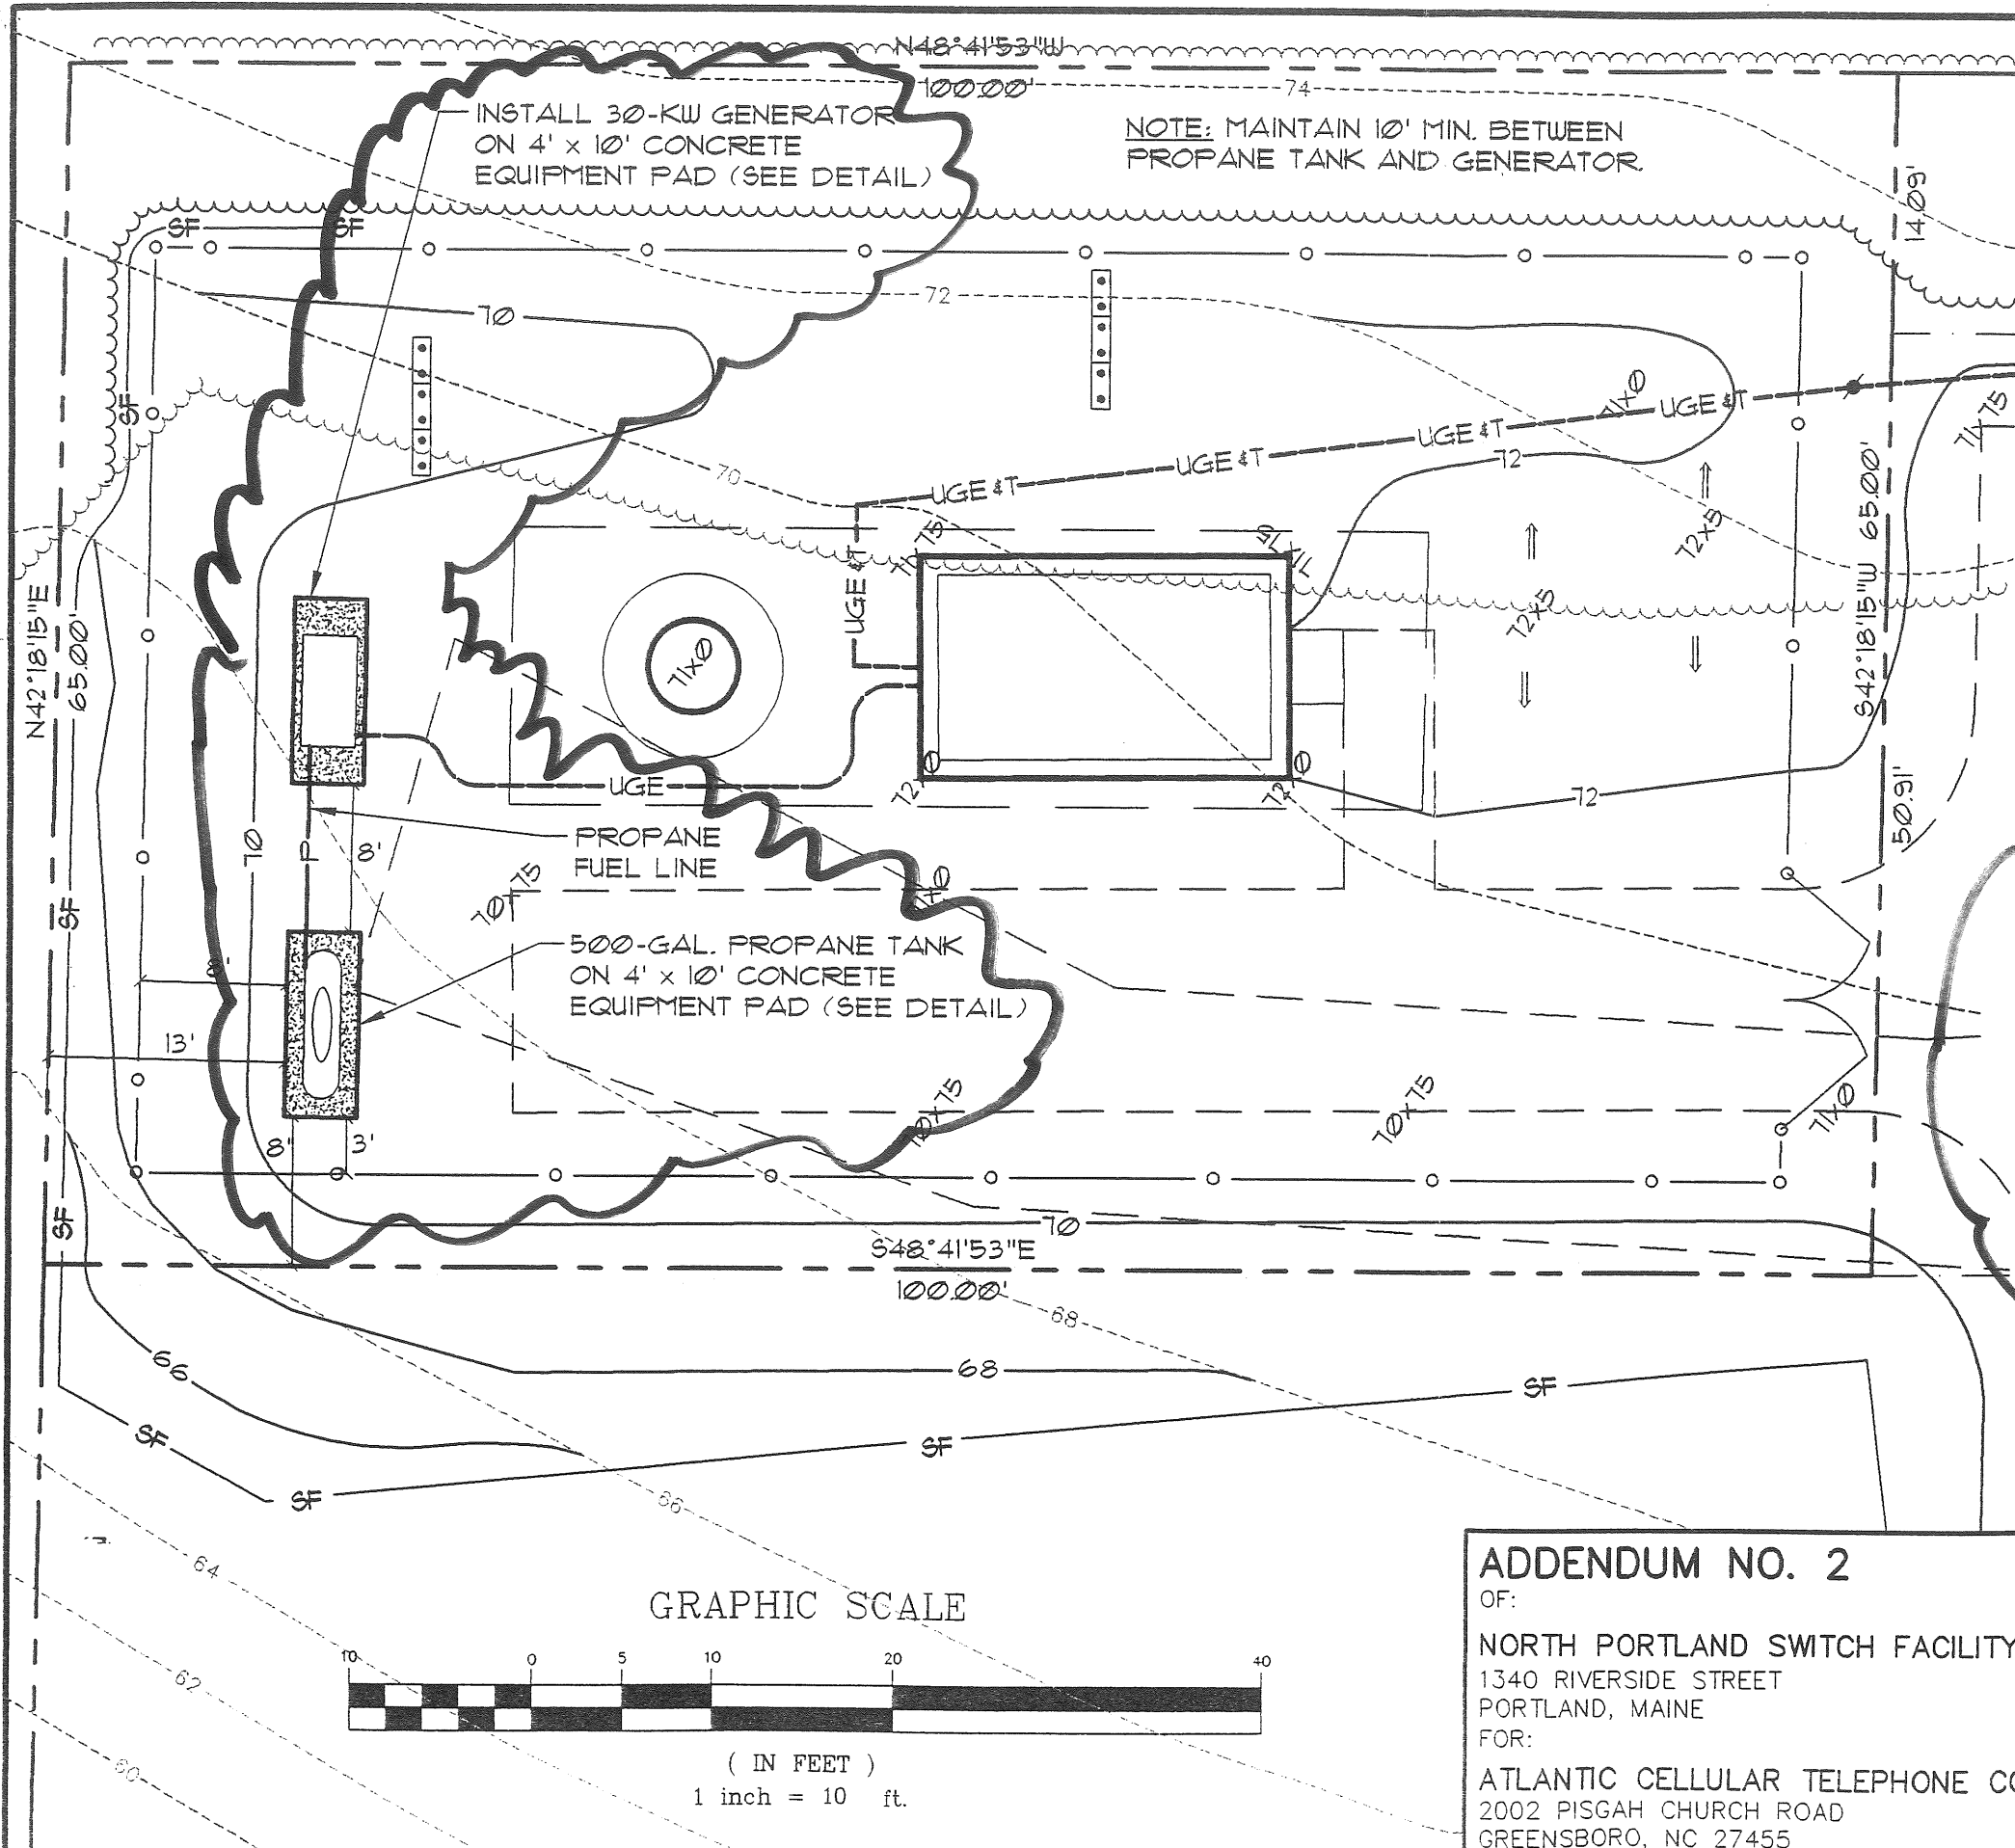 N48°41'53"W
100.00'
74
INSTALL 30-KW GENERATOR
ON 4' x 10' CONCRETE
EQUIPMENT PAD (SEE DETAIL)
NOTE: MAINTAIN 10' MIN. BETWEEN
PROPANE TANK AND GENERATOR.
14.09'
SF
SF
72
70
SF
71x0
UGE&T
UGE&T
UGE&T
UGE&T
71x75
72
70
UGE&T
72x5
72x5
N42°18'15"E
65.00'
S42°18'15"W 65.00'
71x0
UGE
72
50.91'
70
P
8'
PROPANE
FUEL LINE
70x75
71x0
SF
500-GAL. PROPANE TANK
ON 4' x 10' CONCRETE
EQUIPMENT PAD (SEE DETAIL)
8'
13'
70x75
70x75
71x0
8'
3'
SF
70
S48°41'53"E
100.00'
68
66
68
SF
SF
SF
SF
66
64
62
60
GRAPHIC SCALE
10 0 5 10 20 40
( IN FEET )
1 inch = 10 ft.
ADDENDUM NO. 2
OF:
NORTH PORTLAND SWITCH FACILITY
1340 RIVERSIDE STREET
PORTLAND, MAINE
FOR:
ATLANTIC CELLULAR TELEPHONE CO
2002 PISGAH CHURCH ROAD
GREENSBORO, NC 27455